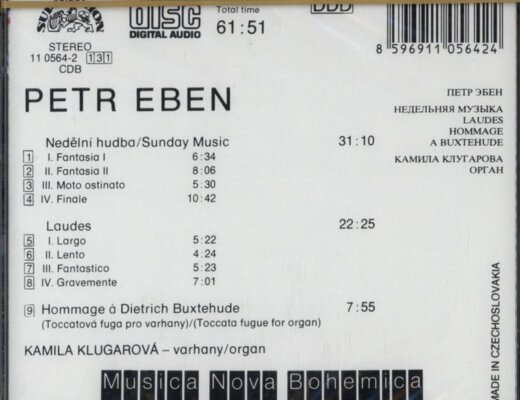 SUPRAPHON
DISC
DIGITAL AUDIO
Total time
61:51
DDD
STEREO
11 0564-2 131
CDB
8 596911 056424
PETR EBEN
Nedělní hudba/Sunday Music 31:10
1 I. Fantasia I 6:34
2 II. Fantasia II 8:06
3 III. Moto ostinato 5:30
4 IV. Finale 10:42
Laudes 22:25
5 I. Largo 5:22
6 II. Lento 4:24
7 III. Fantastico 5:23
8 IV. Gravemente 7:01
9 Hommage à Dietrich Buxtehude 7:55
(Toccatová fuga pro varhany)/(Toccata fugue for organ)
KAMILA KLUGAROVÁ – varhany/organ
Musica Nova Bohemica
ПЕТР ЭБЕН
НЕДЕЛЬНЯЯ МУЗЫКА
LAUDES
HOMMAGE
A BUXTEHUDE
КАМИЛА КЛУГАРОВА
ОРГАН
MADE IN CZECHOSLOVAKIA